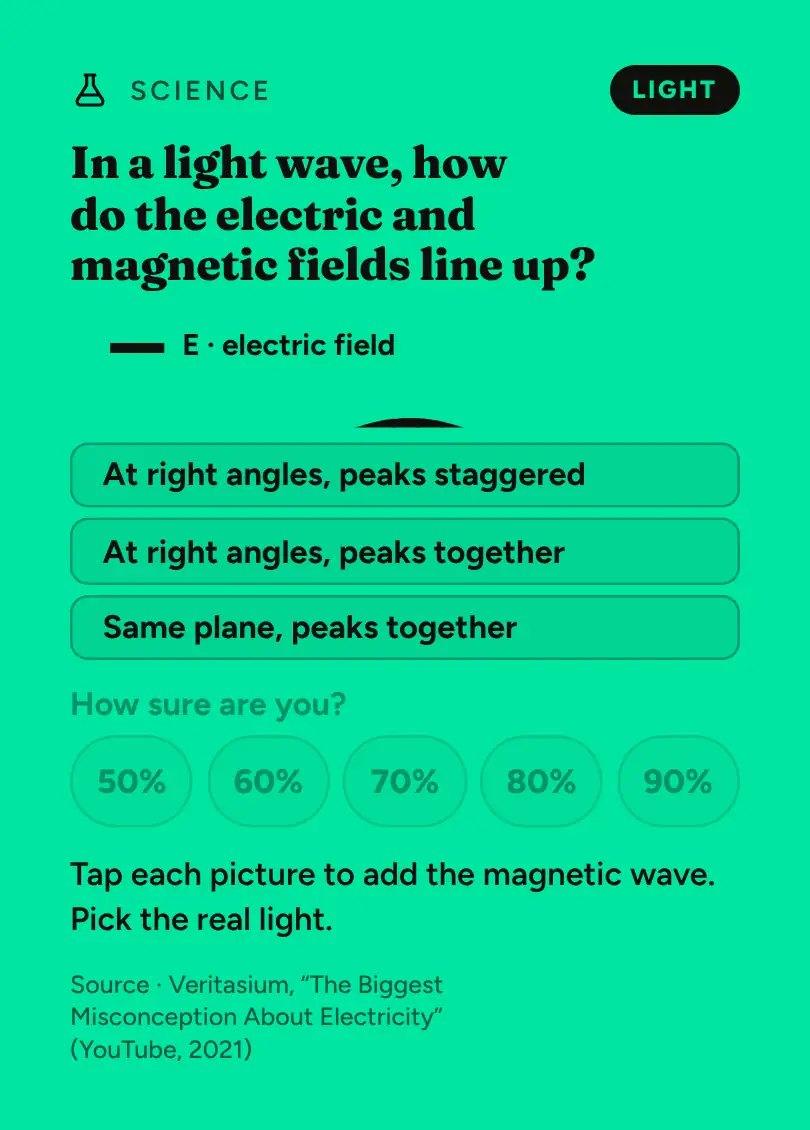 SCIENCE
LIGHT
In a light wave, how
do the electric and
magnetic fields line up?
E · electric field
At right angles, peaks staggered
At right angles, peaks together
Same plane, peaks together
How sure are you?
50% 60% 70% 80% 90%
Tap each picture to add the magnetic wave.
Pick the real light.
Source · Veritasium, “The Biggest
Misconception About Electricity”
(YouTube, 2021)